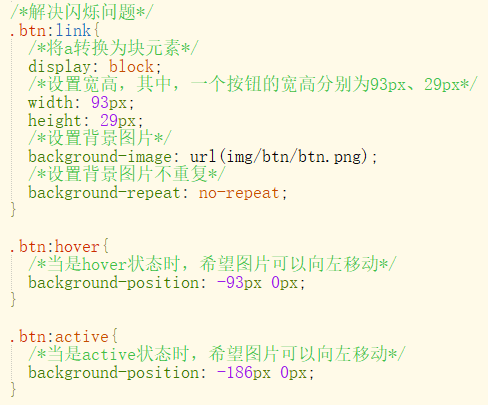 /*解决闪烁问题*/
.btn:link{
/*将a转换为块元素*/
display: block;
/*设置宽高，其中，一个按钮的宽高分别为93px、29px*/
width: 93px;
height: 29px;
/*设置背景图片*/
background-image: url(img/btn/btn.png);
/*设置背景图片不重复*/
background-repeat: no-repeat;
}
.btn:hover{
/*当是hover状态时，希望图片可以向左移动*/
background-position: -93px 0px;
}
.btn:active{
/*当是active状态时，希望图片可以向左移动*/
background-position: -186px 0px;
}